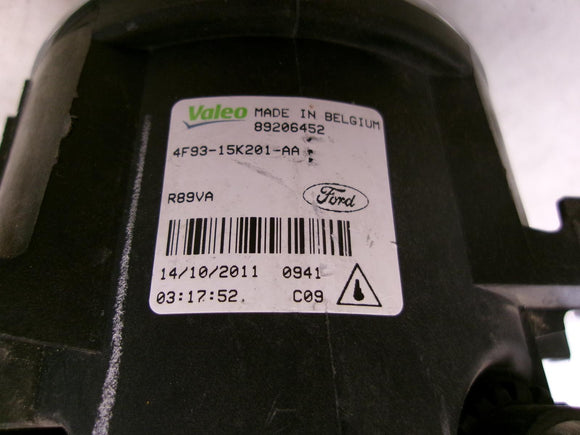 Valeo MADE IN BELGIUM
89206452
4F93-15K201-AA
R89VA
Ford
14/10/2011 0941
03:17:52 C09